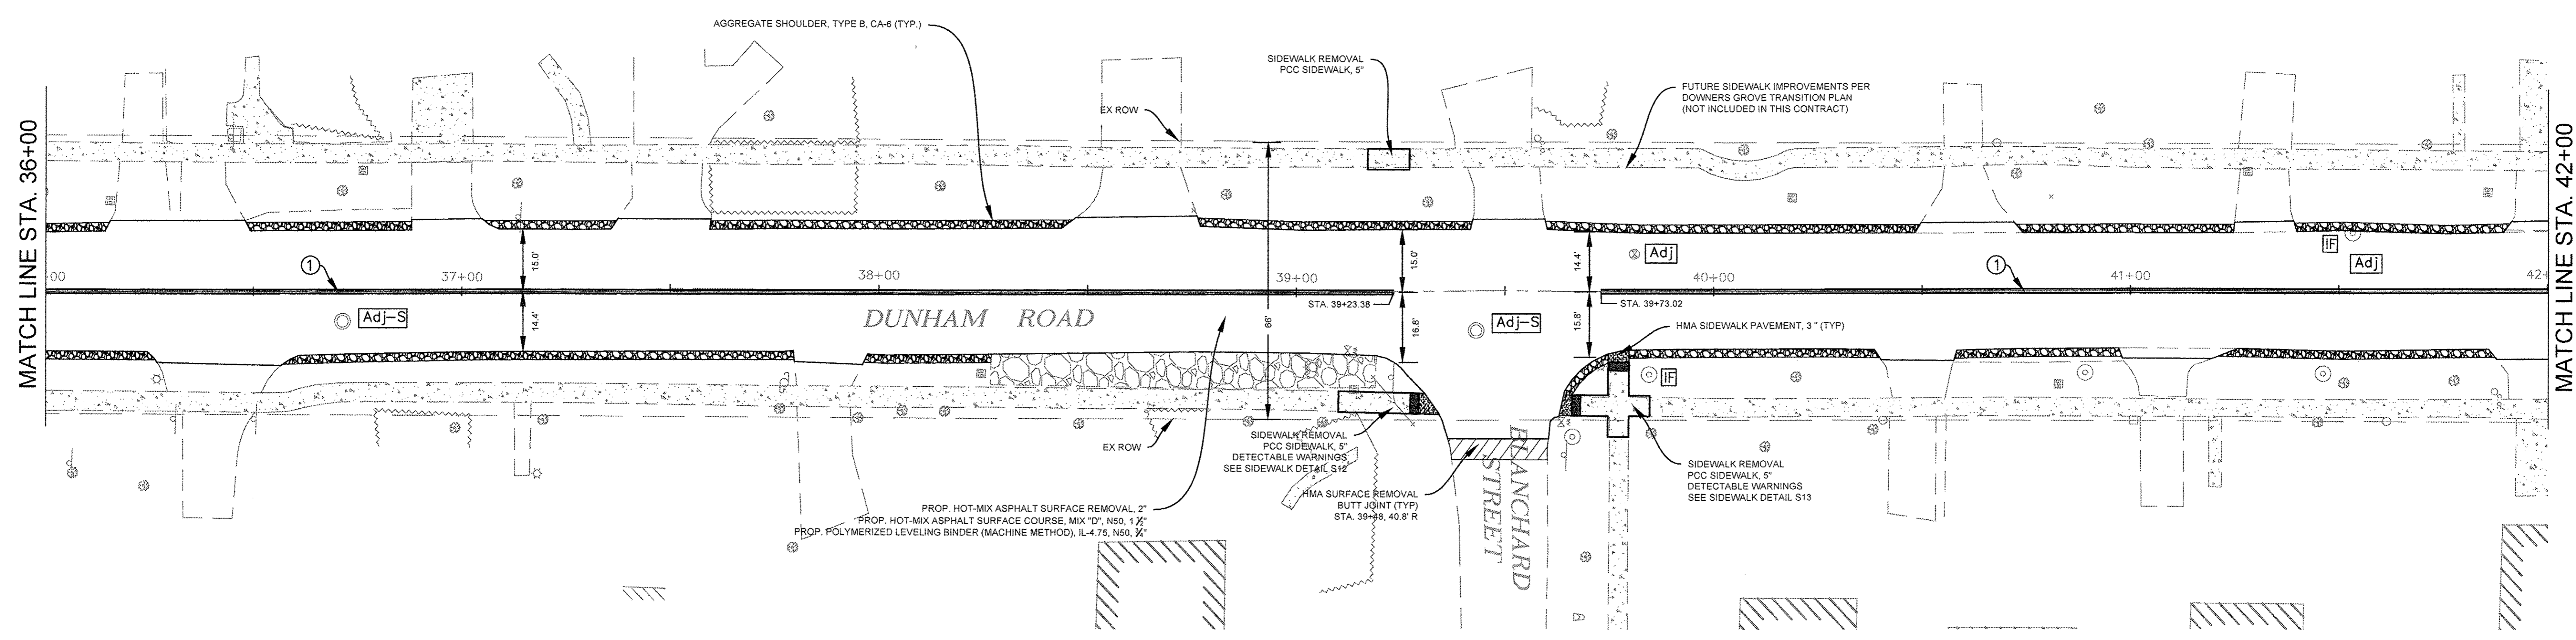 AGGREGATE SHOULDER, TYPE B, CA-6 (TYP.)
SIDEWALK REMOVAL
PCC SIDEWALK, 5"
EX ROW
FUTURE SIDEWALK IMPROVEMENTS PER
DOWNERS GROVE TRANSITION PLAN
(NOT INCLUDED IN THIS CONTRACT)
MATCH LINE STA. 36+00
MATCH LINE STA. 42+00
+00
1
37+00
15.0'
38+00
39+00
15.0'
14.4'
Adj
40+00
1
41+00
IF
Adj
42+
Adj-S
14.4'
DUNHAM ROAD
66'
STA. 39+23.38
16.8'
Adj-S
15.8'
STA. 39+73.02
HMA SIDEWALK PAVEMENT, 3 " (TYP)
IF
EX ROW
SIDEWALK REMOVAL
PCC SIDEWALK, 5"
DETECTABLE WARNINGS
SEE SIDEWALK DETAIL S12
SIDEWALK REMOVAL
PCC SIDEWALK, 5"
DETECTABLE WARNINGS
SEE SIDEWALK DETAIL S13
HMA SURFACE REMOVAL
BUTT JOINT (TYP)
STA. 39+48, 40.8' R
BLANCHARD
STREET
PROP. HOT-MIX ASPHALT SURFACE REMOVAL, 2"
PROP. HOT-MIX ASPHALT SURFACE COURSE, MIX "D", N50, 1 ½"
PROP. POLYMERIZED LEVELING BINDER (MACHINE METHOD), IL-4.75, N50, ¾"